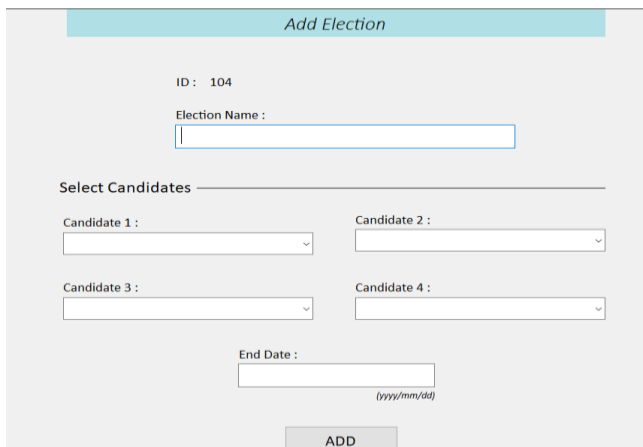 Add Election
ID : 104
Election Name :
Select Candidates
Candidate 1 :
Candidate 2 :
Candidate 3 :
Candidate 4 :
End Date :
(yyyy/mm/dd)
ADD